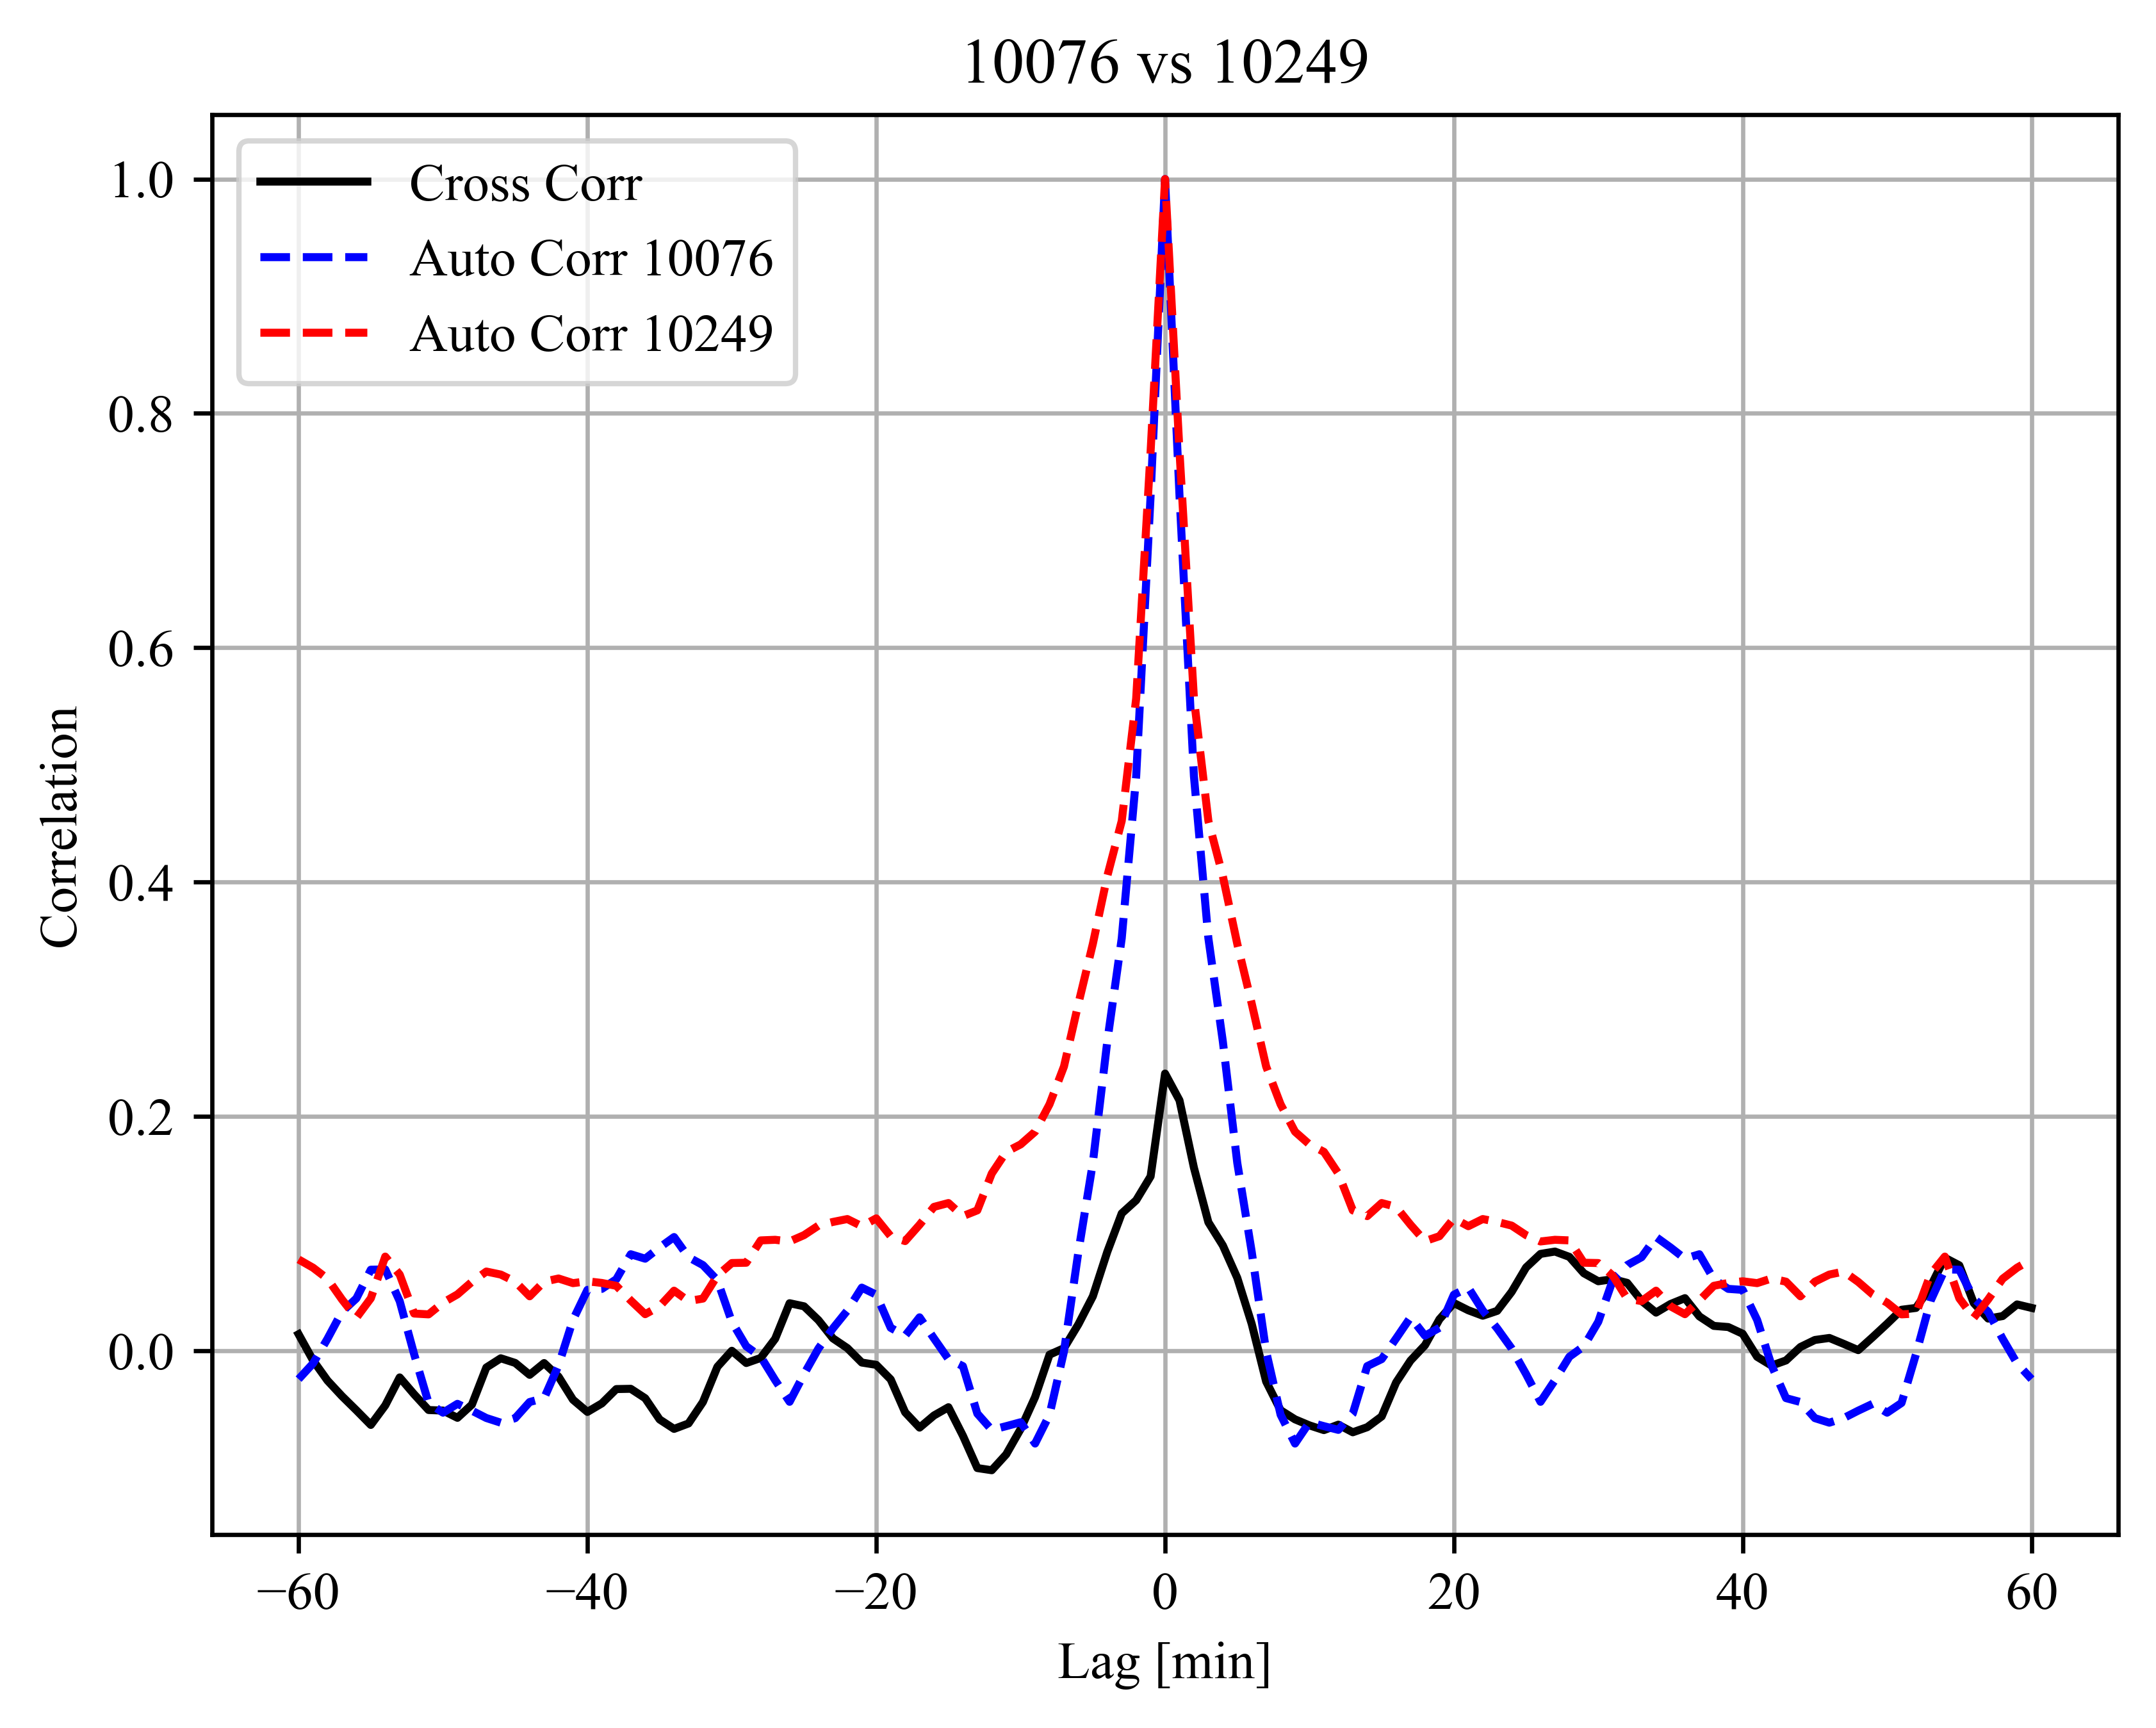 10076 vs 10249
Cross Corr
Auto Corr 10076
Auto Corr 10249
1.0
0.8
0.6
0.4
0.2
0.0
Correlation
−60
−40
−20
0
20
40
60
Lag [min]